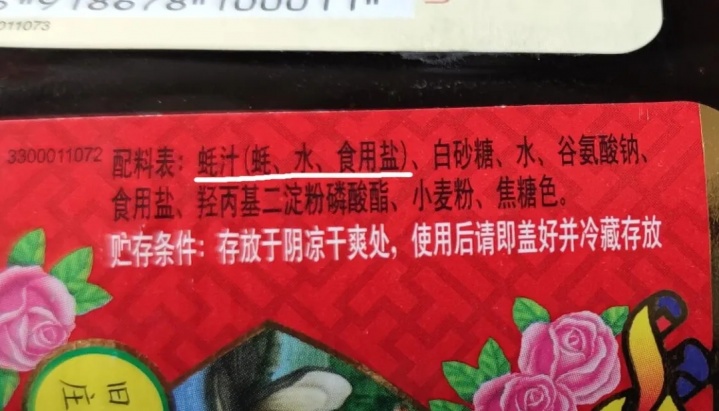 011073
3300011072
配料表：蚝汁(蚝、水、食用盐)、白砂糖、水、谷氨酸钠、
食用盐、羟丙基二淀粉磷酸酯、小麦粉、焦糖色。
贮存条件：存放于阴凉干爽处，使用后请即盖好并冷藏存放
旧庄